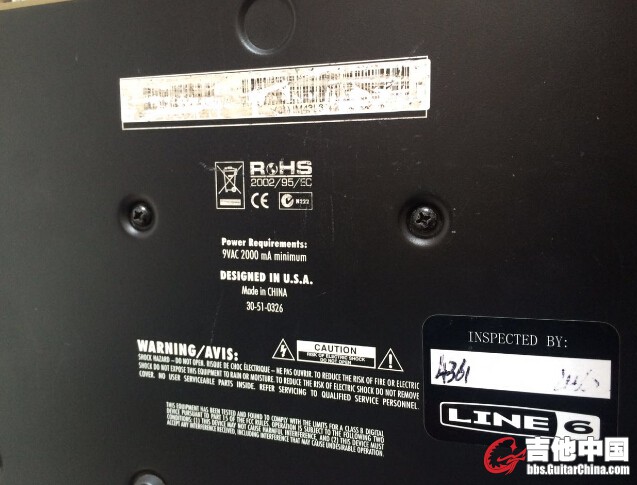 RoHS
2002/95/EC
CE N222
Power Requirements:
9VAC 2000 mA minimum
DESIGNED IN U.S.A.
Made in CHINA
30-51-0326
WARNING/AVIS:
CAUTION
RISK OF ELECTRIC SHOCK
DO NOT OPEN
SHOCK HAZARD – DO NOT OPEN. RISQUE DE CHOC ÉLECTRIQUE – NE PAS OUVRIR. TO REDUCE THE RISK OF FIRE OR ELECTRIC
SHOCK DO NOT EXPOSE THIS EQUIPMENT TO RAIN OR MOISTURE. TO REDUCE THE RISK OF ELECTRIC SHOCK DO NOT REMOVE
COVER. NO USER SERVICEABLE PARTS INSIDE. REFER SERVICING TO QUALIFIED SERVICE PERSONNEL.
THIS EQUIPMENT HAS BEEN TESTED AND FOUND TO COMPLY WITH THE LIMITS FOR A CLASS B DIGITAL
DEVICE PURSUANT TO PART 15 OF THE FCC RULES. OPERATION IS SUBJECT TO THE FOLLOWING TWO
CONDITIONS: (1) THIS DEVICE MAY NOT CAUSE HARMFUL INTERFERENCE, AND (2) THIS DEVICE MUST
ACCEPT ANY INTERFERENCE RECEIVED, INCLUDING INTERFERENCE THAT MAY CAUSE UNDESIRABLE OPERATION.
INSPECTED BY:
4361
LINE 6
吉他中国
bbs.GuitarChina.com